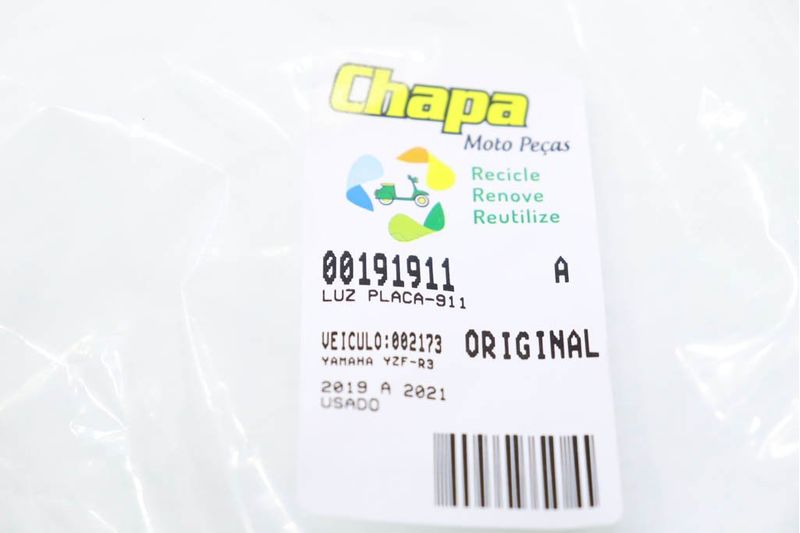 Chapa
Moto Peças
Recicle
Renove
Reutilize
00191911 A
LUZ PLACA-911
VEICULO:002173 ORIGINAL
YAMAHA YZF-R3
2019 A 2021
USADO